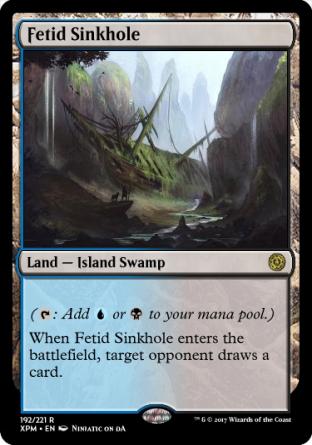 Fetid Sinkhole
Land — Island Swamp
( : Add or to your mana pool.)
When Fetid Sinkhole enters the
battlefield, target opponent draws a
card.
192/221 R
XPM • EN NINIATIC ON DA
™ & © 2017 Wizards of the Coast